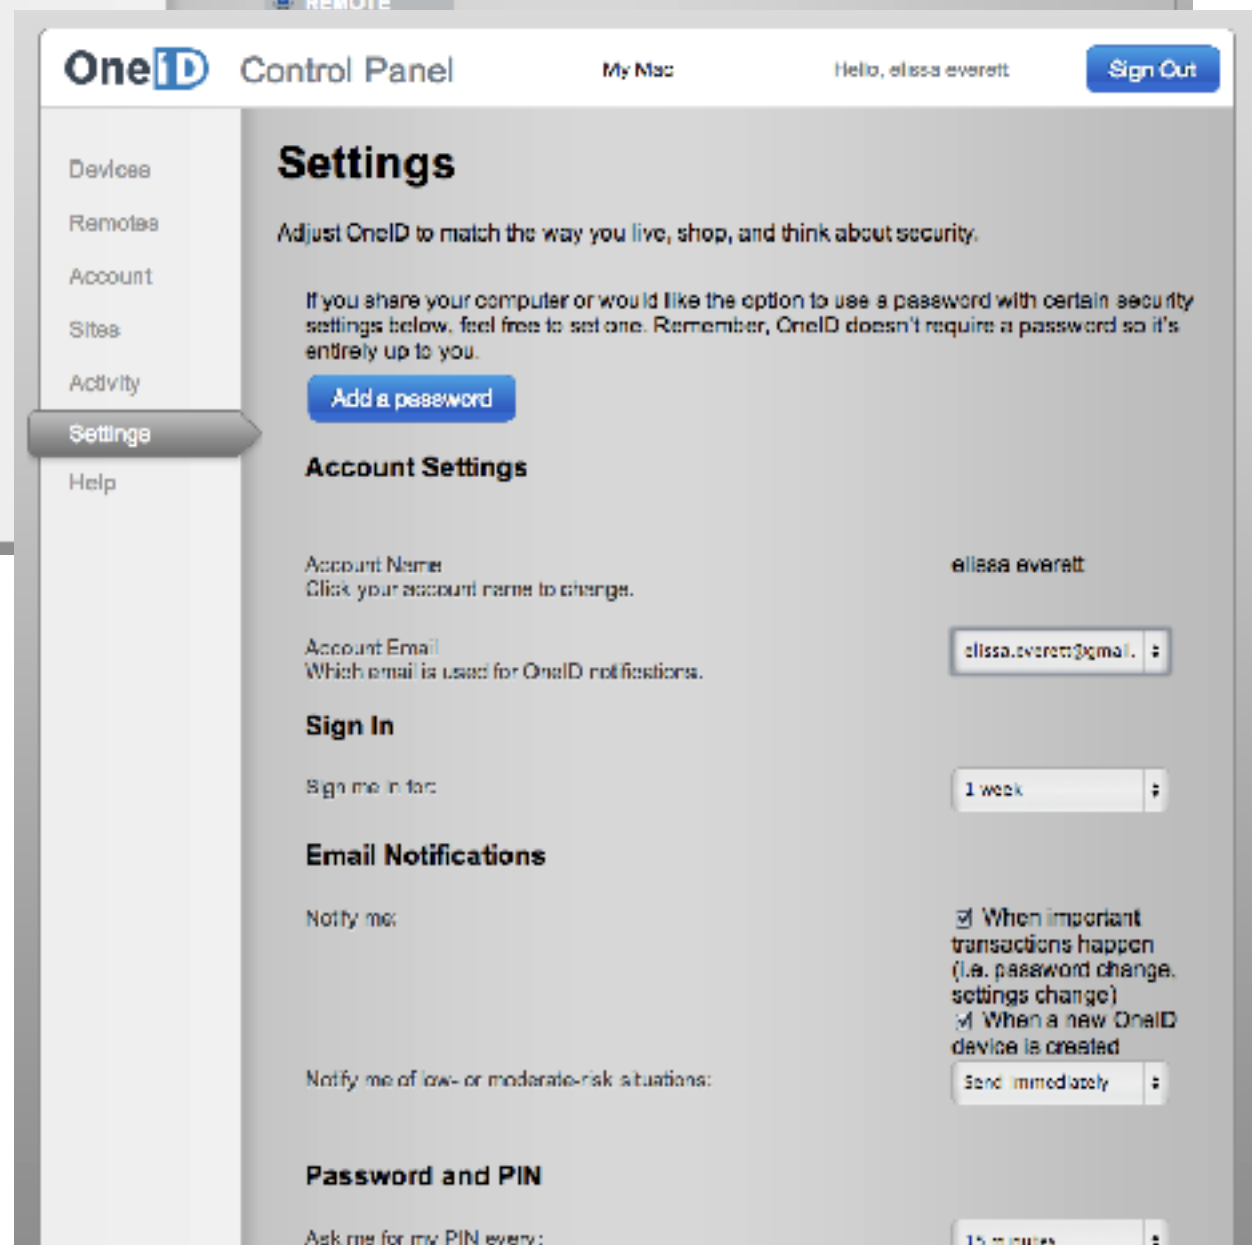 REMOTE
OneID Control Panel My Mac Hello, elissa everett Sign Out
Devices
Remotes
Account
Sites
Activity
Settings
Help
Settings
Adjust OneID to match the way you live, shop, and think about security.
If you share your computer or would like the option to use a password with certain security
settings below, feel free to set one. Remember, OneID doesn't require a password so it's
entirely up to you.
Add a password
Account Settings
Account Name elissa everett
Click your account name to change.
Account Email elissa.everett@gmail.
Which email is used for OneID notifications.
Sign In
Sign me in for: 1 week
Email Notifications
Notify me: When important
transactions happen
(i.e. password change,
settings change)
When a new OneID
device is created
Notify me of low- or moderate-risk situations: Send Immediately
Password and PIN
Ask me for my PIN every: 15 minutes